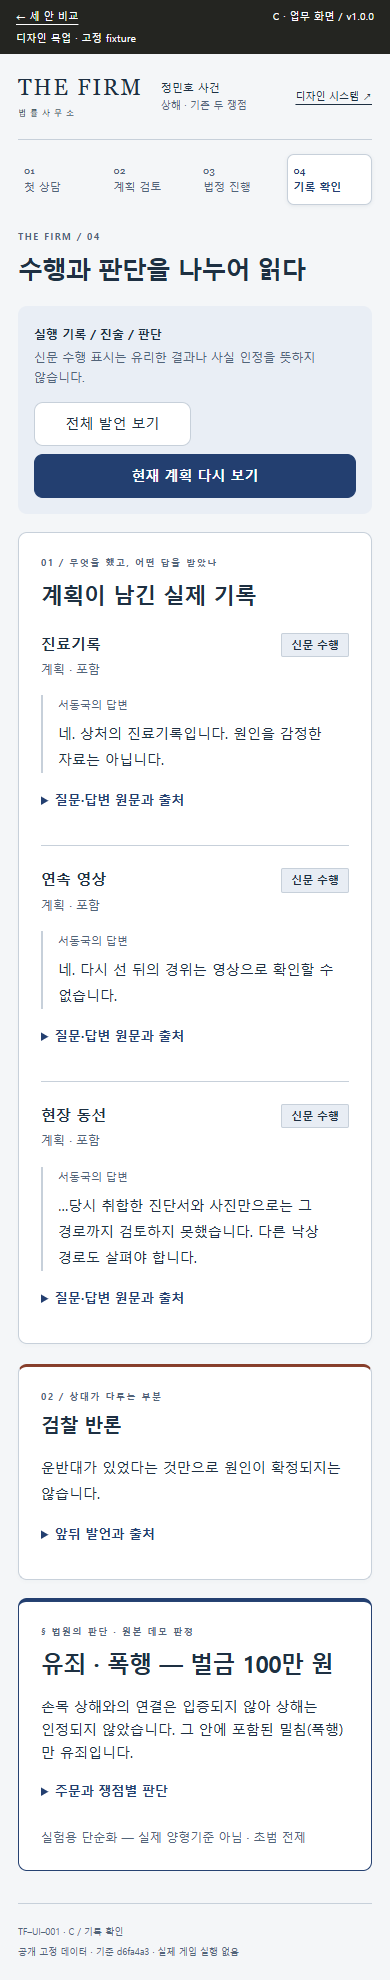 ← 세 안 비교
C · 업무 화면 / v1.0.0
디자인 목업 · 고정 fixture
THE FIRM
법률사무소
정민호 사건
상해 · 기존 두 쟁점
디자인 시스템 ↗
01
첫 상담
02
계획 검토
03
법정 진행
04
기록 확인
THE FIRM / 04
수행과 판단을 나누어 읽다
실행 기록 / 진술 / 판단
신문 수행 표시는 유리한 결과나 사실 인정을 뜻하지
않습니다.
전체 발언 보기
현재 계획 다시 보기
01 / 무엇을 했고, 어떤 답을 받았나
계획이 남긴 실제 기록
진료기록
신문 수행
계획 · 포함
서동국의 답변
네. 상처의 진료기록입니다. 원인을 감정한
자료는 아닙니다.
▶ 질문·답변 원문과 출처
연속 영상
신문 수행
계획 · 포함
서동국의 답변
네. 다시 선 뒤의 경위는 영상으로 확인할 수
없습니다.
▶ 질문·답변 원문과 출처
현장 동선
신문 수행
계획 · 포함
서동국의 답변
…당시 취합한 진단서와 사진만으로는 그
경로까지 검토하지 못했습니다. 다른 낙상
경로도 살펴야 합니다.
▶ 질문·답변 원문과 출처
02 / 상대가 다투는 부분
검찰 반론
운반대가 있었다는 것만으로 원인이 확정되지는
않습니다.
▶ 앞뒤 발언과 출처
§ 법원의 판단 · 원본 데모 판정
유죄 · 폭행 — 벌금 100만 원
손목 상해와의 연결은 입증되지 않아 상해는
인정되지 않았습니다. 그 안에 포함된 밀침(폭행)
만 유죄입니다.
▶ 주문과 쟁점별 판단
실험용 단순화 — 실제 양형기준 아님 · 초범 전제
TF-UI-001 · C / 기록 확인
공개 고정 데이터 · 기준 d6fa4a3 · 실제 게임 실행 없음